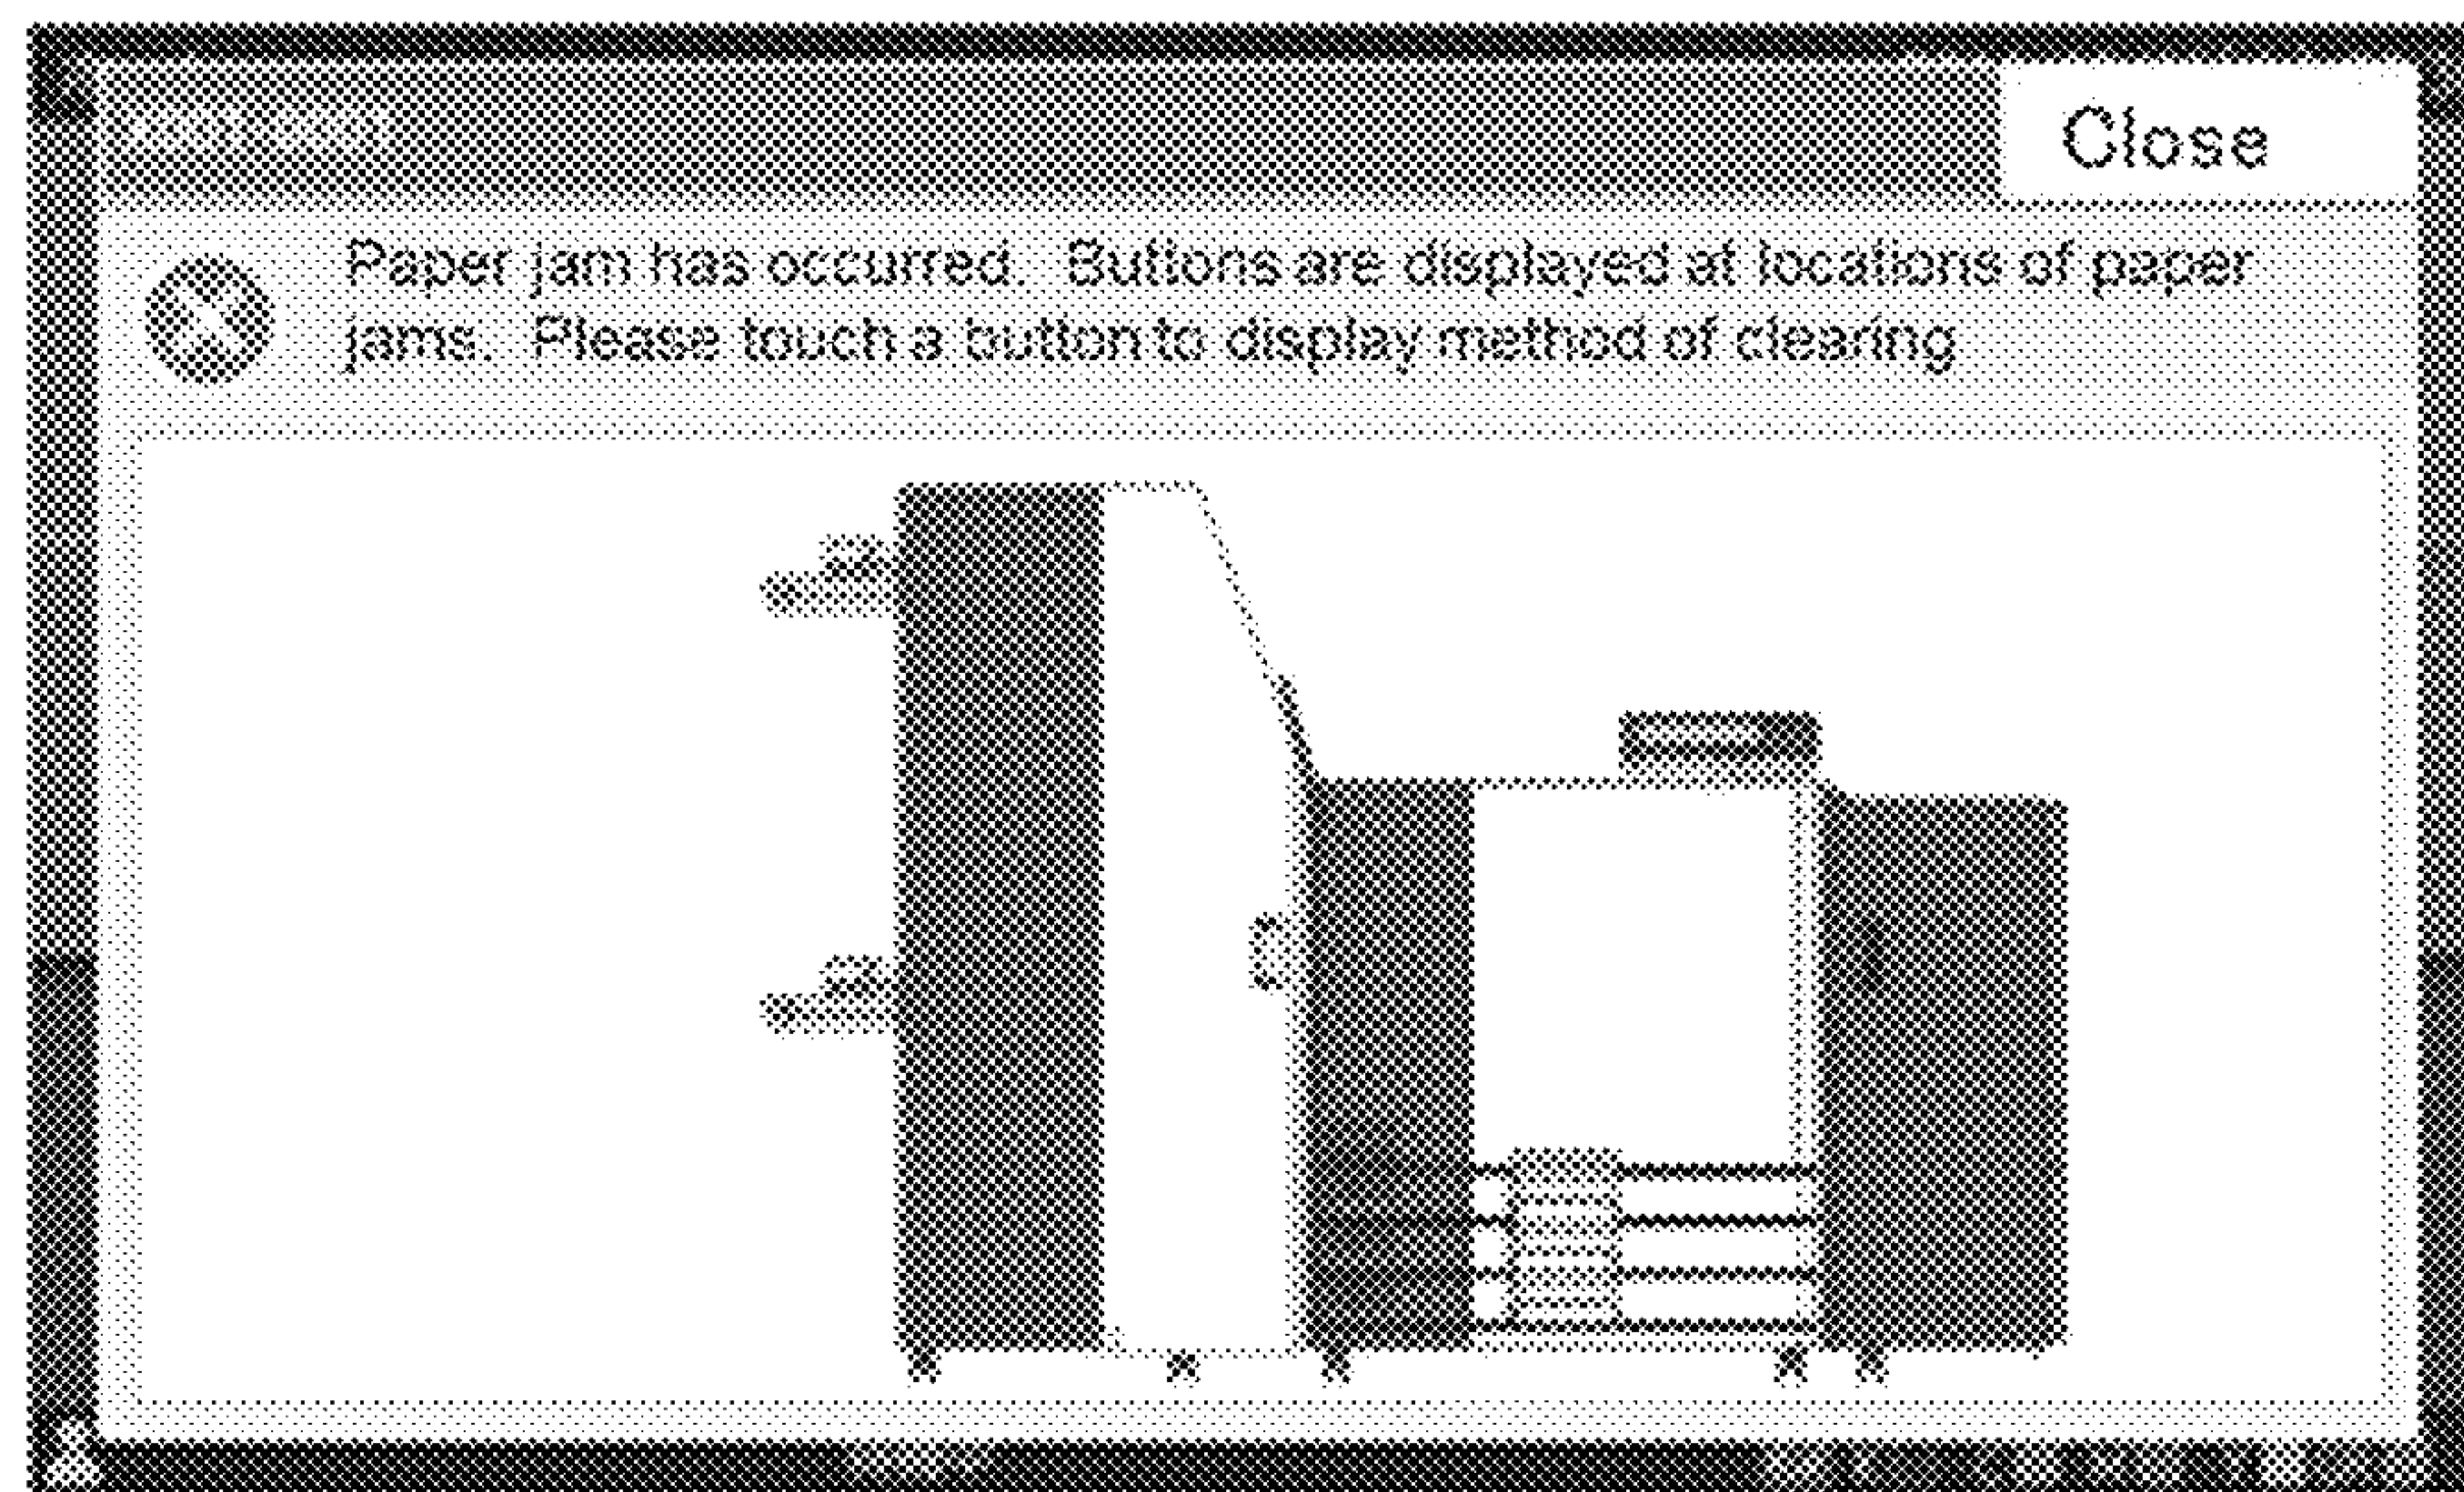 Close
Paper jam has occurred. Buttons are displayed at locations of paper
jams. Please touch a button to display method of clearing